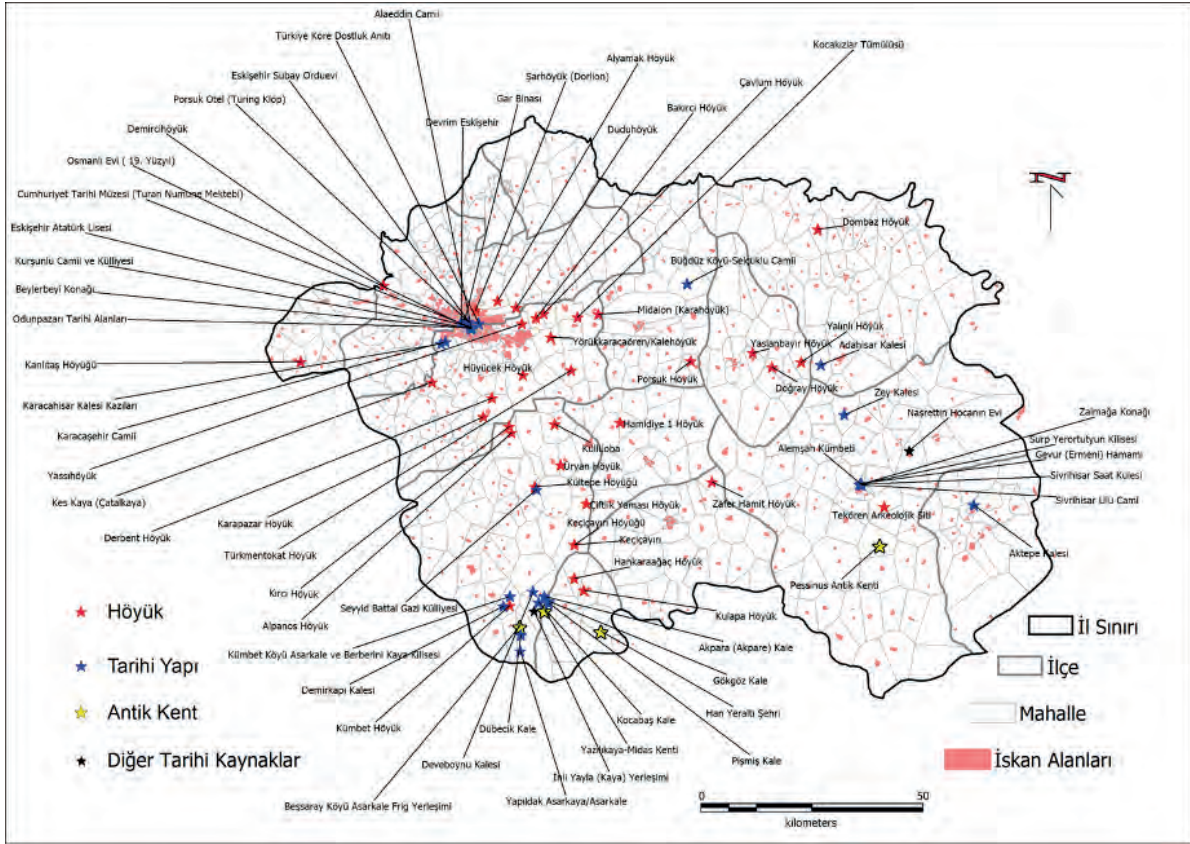 Alaeddin Camii
Türkiye Kore Dostluk Anıtı
Eskişehir Subay Orduevi
Porsuk Otel (Turing Klop)
Demircihöyük
Osmanlı Evi ( 19. Yüzyıl)
Cumhuriyet Tarihi Müzesi (Turan Numune Mektebi)
Eskişehir Atatürk Lisesi
Kurşunlu Camii ve Külliyesi
Beylerbeyi Konağı
Odunpazarı Tarihi Alanları
Kanlıtaş Höyüğü
Karacahisar Kalesi Kazıları
Karacaşehir Camii
Yassıhöyük
Kes Kaya (Çatalkaya)
Derbent Höyük
Karapazar Höyük
Türkmentokat Höyük
Kırcı Höyük
Alpanos Höyük
Seyyid Battal Gazi Külliyesi
Kümbet Köyü Asarkale ve Berberini Kaya Kilisesi
Demirkapı Kalesi
Kümbet Höyük
Deveboynu Kalesi
Beşsaray Köyü Asarkale Frig Yerleşimi
Dübecik Kale
Yapıldak Asarkaya/Asarkale
İnli Yayla (Kaya) Yerleşimi
Yazılıkaya-Midas Kenti
Kocabaş Kale
Pişmiş Kale
Han Yeraltı Şehri
Gökgöz Kale
Akpara (Akpare) Kale
Kulapa Höyük
Devrim Eskişehir
Gar Binası
Şarhöyük (Dorlion)
Alyamak Höyük
Duduhöyük
Bakırcı Höyük
Çavlum Höyük
Kocakızlar Tümülüsü
Dombaz Höyük
Büğdüz Köyü-Selçuklu Camii
Midaion (Karahöyük)
Yörükkaracaören/Kalehöyük
Hüyücek Höyük
Porsuk Höyük
Yaslanbayır Höyük
Yalınlı Höyük
Adahisar Kalesi
Doğray Höyük
Zey Kalesi
Nasrettin Hocanın Evi
Zaimağa Konağı
Surp Yerortutyun Kilisesi
Gevur (Ermeni) Hamamı
Sivrihisar Saat Kulesi
Sivrihisar Ulu Cami
Alemşah Kümbeti
Hamidiye 1 Höyük
Küllüoba
Üryan Höyük
Kültepe Höyüğü
Çiftlik Yeması Höyük
Keçiçayırı Höyüğü
Keçiçayırı
Hankaraağaç Höyük
Zafer Hamit Höyük
Tekören Arkeolojik Siti
Aktepe Kalesi
Pessinus Antik Kenti
Höyük
Tarihi Yapı
Antik Kent
Diğer Tarihi Kaynaklar
İl Sınırı
İlçe
Mahalle
İskan Alanları
0 50
kilometers